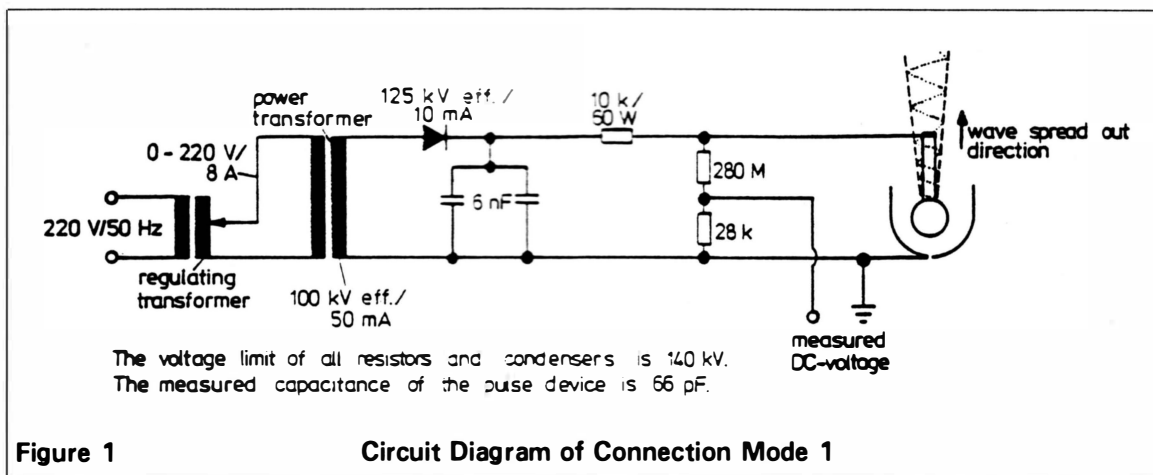 power
transformer
125 kV eff./
10 mA
10 k/
60 W
wave spread out
direction
0 - 220 V/
8 A
280 M
6 nF
220 V/50 Hz
28 k
regulating
transformer
100 kV eff./
50 mA
measured
DC-voltage
The voltage limit of all resistors and condensers is 140 kV.
The measured capacitance of the pulse device is 66 pF.
Figure 1 Circuit Diagram of Connection Mode 1